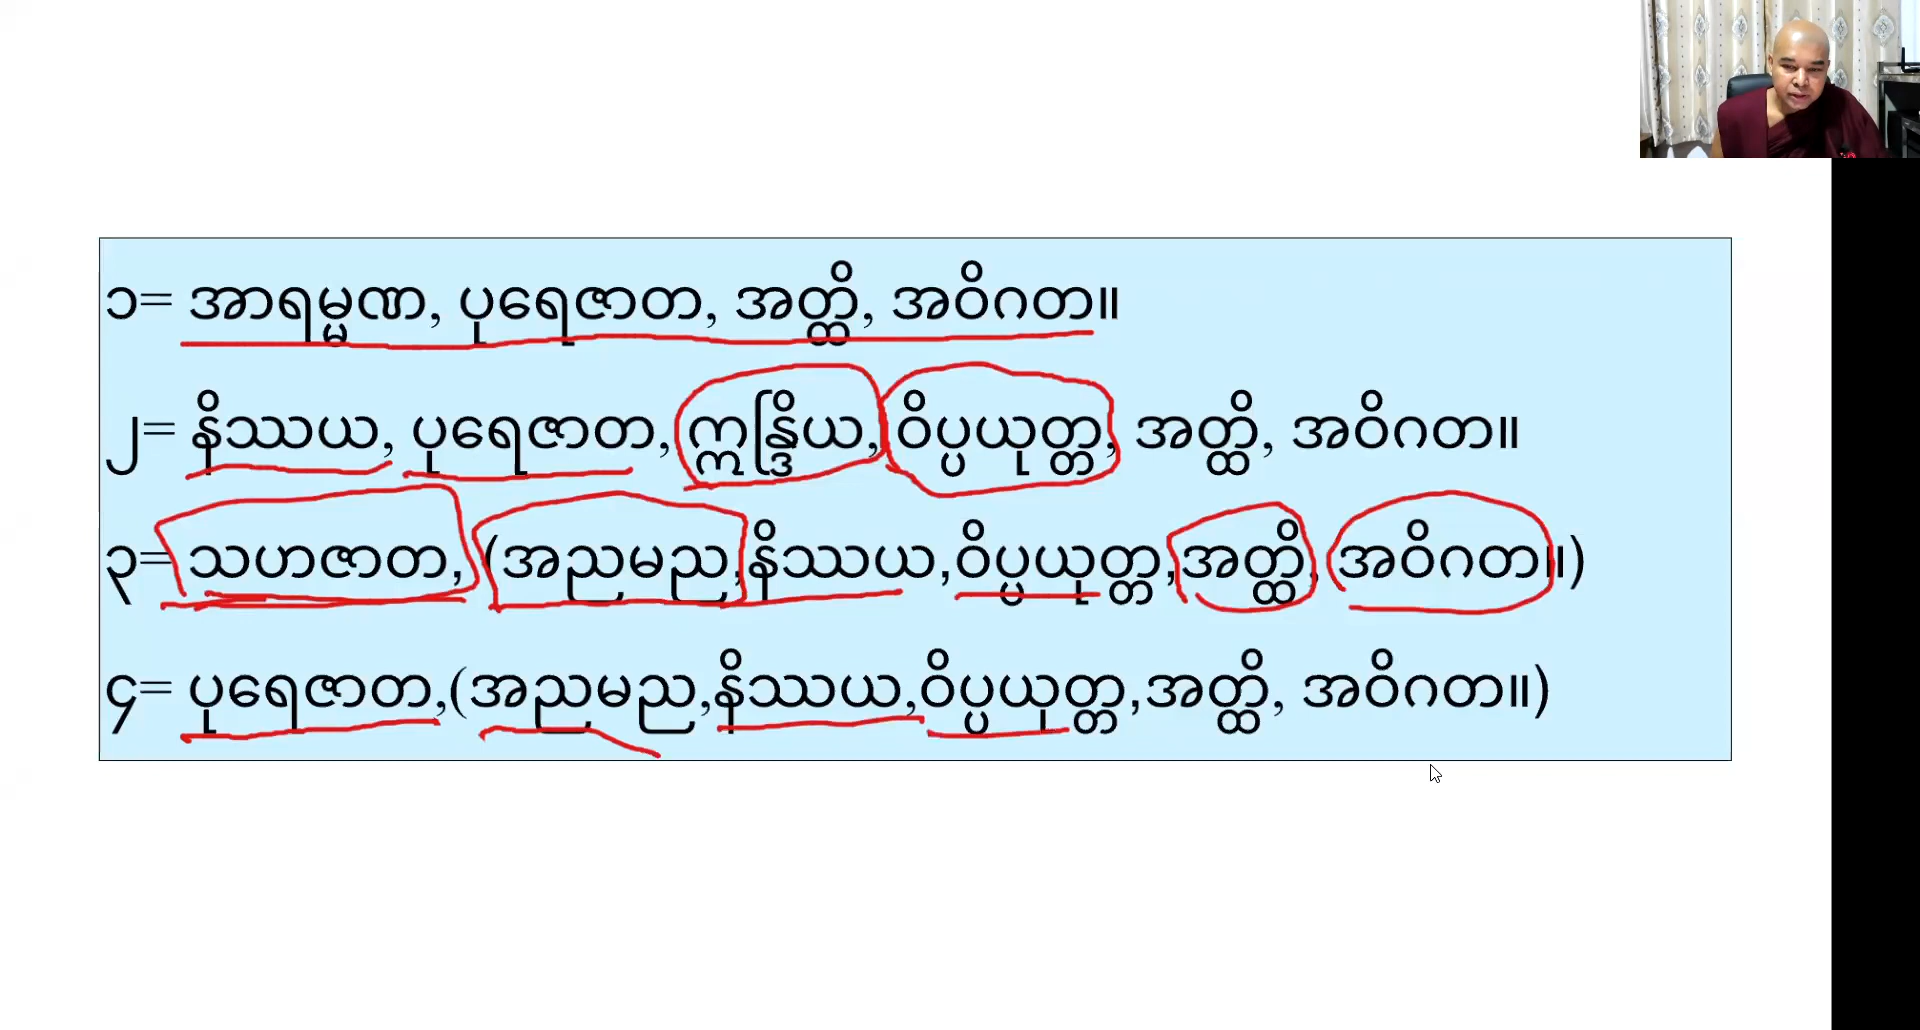 ၁= အာရမ္မဏ, ပုရေဇာတ, အတ္ထိ, အဝိဂတ။
၂= နိဿယ, ပုရေဇာတ, ဣန္ဒြိယ, ဝိပ္ပယုတ္တ, အတ္ထိ, အဝိဂတ။
၃= သဟဇာတ, (အညမည,နိဿယ,ဝိပ္ပယုတ္တ,အတ္ထိ, အဝိဂတ။)
၄= ပုရေဇာတ,(အညမည,နိဿယ,ဝိပ္ပယုတ္တ,အတ္ထိ, အဝိဂတ။)